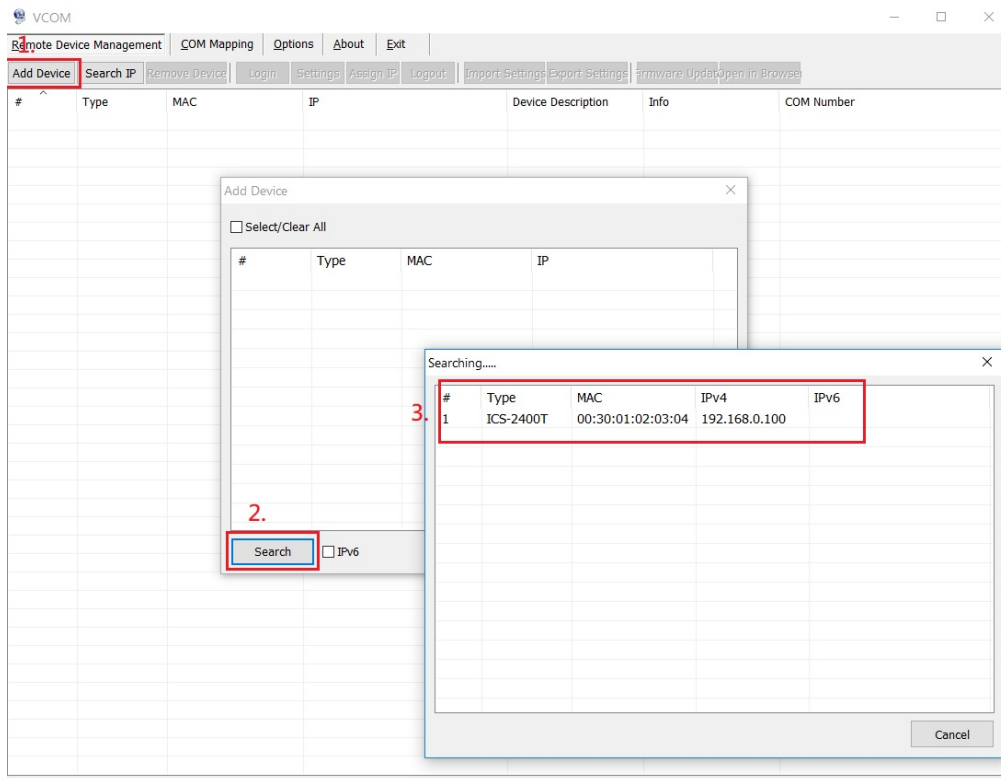 VCOM
Remote Device Management COM Mapping Options About Exit
1.
Add Device Search IP Remove Device Login Settings Assign IP Logout Import Settings Export Settings Firmware Updat Open in Browser
# Type MAC IP Device Description Info COM Number
Add Device
Select/Clear All
# Type MAC IP
Searching.....
# Type MAC IPv4 IPv6
3.
1 ICS-2400T 00:30:01:02:03:04 192.168.0.100
2.
Search IPv6
Cancel